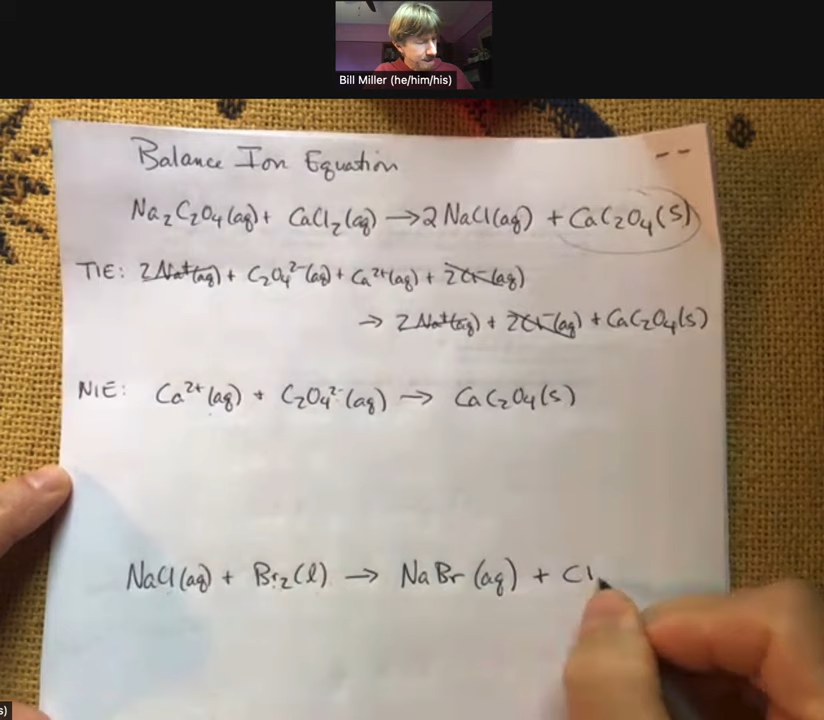 Bill Miller (he/him/his)
Balance Ion Equation
Na₂C₂O₄(aq) + CaCl₂(aq) → 2 NaCl(aq) + CaC₂O₄(s)
TIE: 2Na⁺(aq) + C₂O₄²⁻(aq) + Ca²⁺(aq) + 2Cl⁻(aq)
→ 2Na⁺(aq) + 2Cl⁻(aq) + CaC₂O₄(s)
NIE: Ca²⁺(aq) + C₂O₄²⁻(aq) → CaC₂O₄(s)
NaCl(aq) + Br₂(l) → NaBr(aq) + Cl
s)